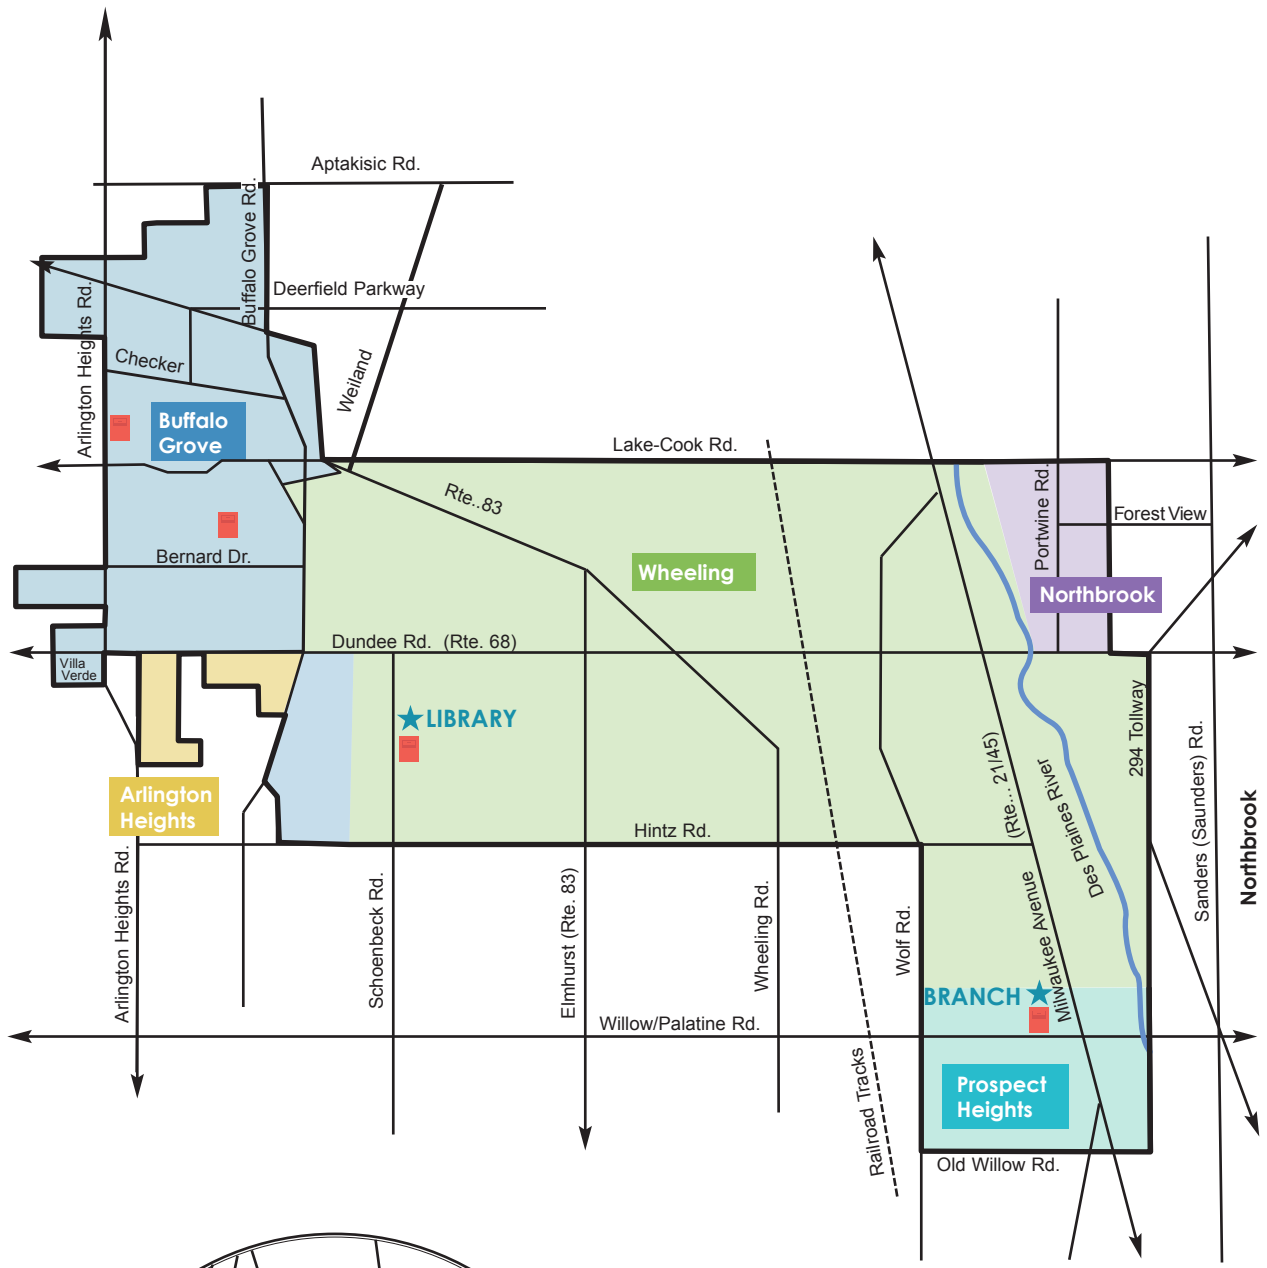 Aptakisic Rd.
Buffalo Grove Rd.
Deerfield Parkway
Arlington Heights Rd.
Checker
Weiland
Buffalo
Grove
Lake-Cook Rd.
Rte..83
Portwine Rd.
Forest View
Bernard Dr.
Wheeling
Northbrook
Dundee Rd. (Rte. 68)
Villa
Verde
LIBRARY
294 Tollway
Sanders (Saunders) Rd.
(Rte... 21/45)
Des Plaines River
Arlington
Heights
Hintz Rd.
Northbrook
Arlington Heights Rd.
Schoenbeck Rd.
Elmhurst (Rte. 83)
Wheeling Rd.
Wolf Rd.
Milwaukee Avenue
BRANCH
Willow/Palatine Rd.
Railroad Tracks
Prospect
Heights
Old Willow Rd.